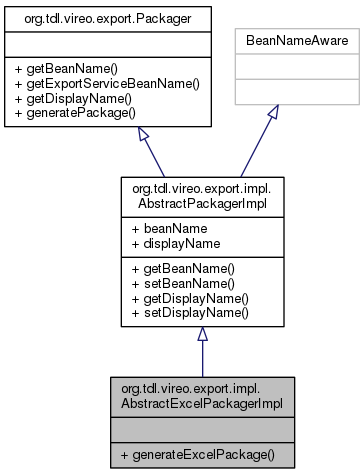 org.tdl.vireo.export.Packager
+ getBeanName()
+ getExportServiceBeanName()
+ getDisplayName()
+ generatePackage()
BeanNameAware
org.tdl.vireo.export.impl.
AbstractPackagerImpl
+ beanName
+ displayName
+ getBeanName()
+ setBeanName()
+ getDisplayName()
+ setDisplayName()
org.tdl.vireo.export.impl.
AbstractExcelPackagerImpl
+ generateExcelPackage()